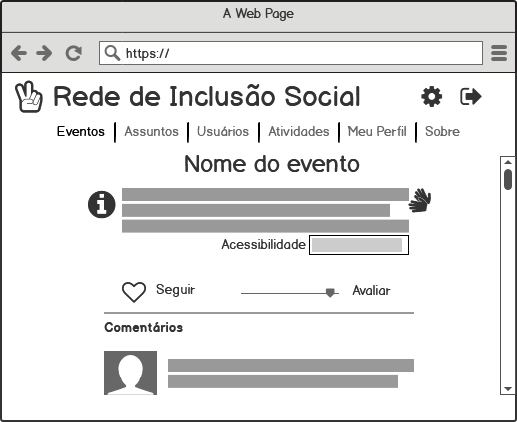 A Web Page
https://
Rede de Inclusão Social
Eventos Assuntos Usuários Atividades Meu Perfil Sobre
Nome do evento
Acessibilidade
Seguir Avaliar
Comentários